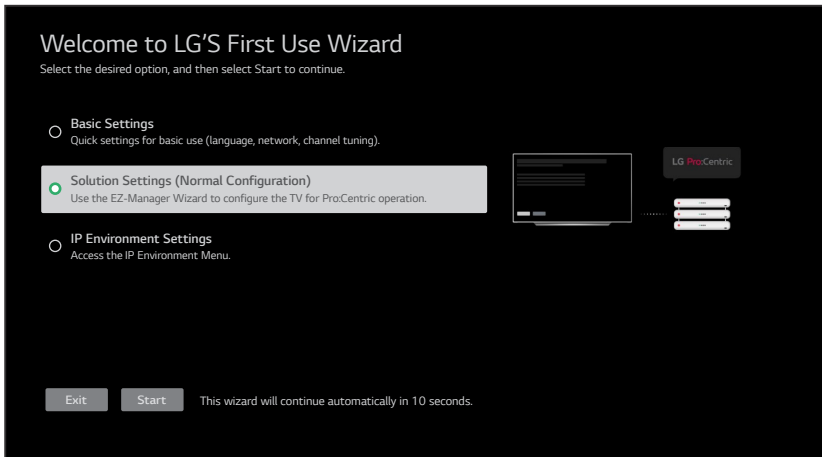 Welcome to LG'S First Use Wizard
Select the desired option, and then select Start to continue.
Basic Settings
Quick settings for basic use (language, network, channel tuning).
Solution Settings (Normal Configuration)
Use the EZ-Manager Wizard to configure the TV for Pro:Centric operation.
LG Pro:Centric
IP Environment Settings
Access the IP Environment Menu.
Exit
Start
This wizard will continue automatically in 10 seconds.